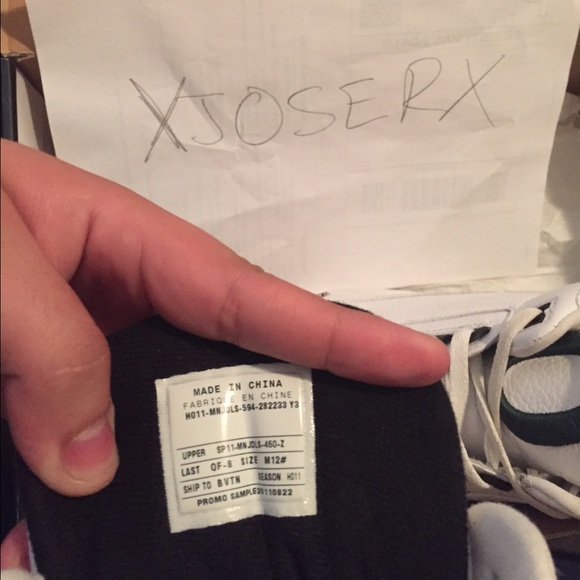 XJOSERX
MADE IN CHINA
FABRIQUE EN CHINE
H011-MNJDLS-594-282233 Y3
UPPER SP11-MNJDLS-460-Z
LAST QF-8 SIZE M12#
SHIP TO BVTN SEASON H011
PROMO SAMPLE20110822